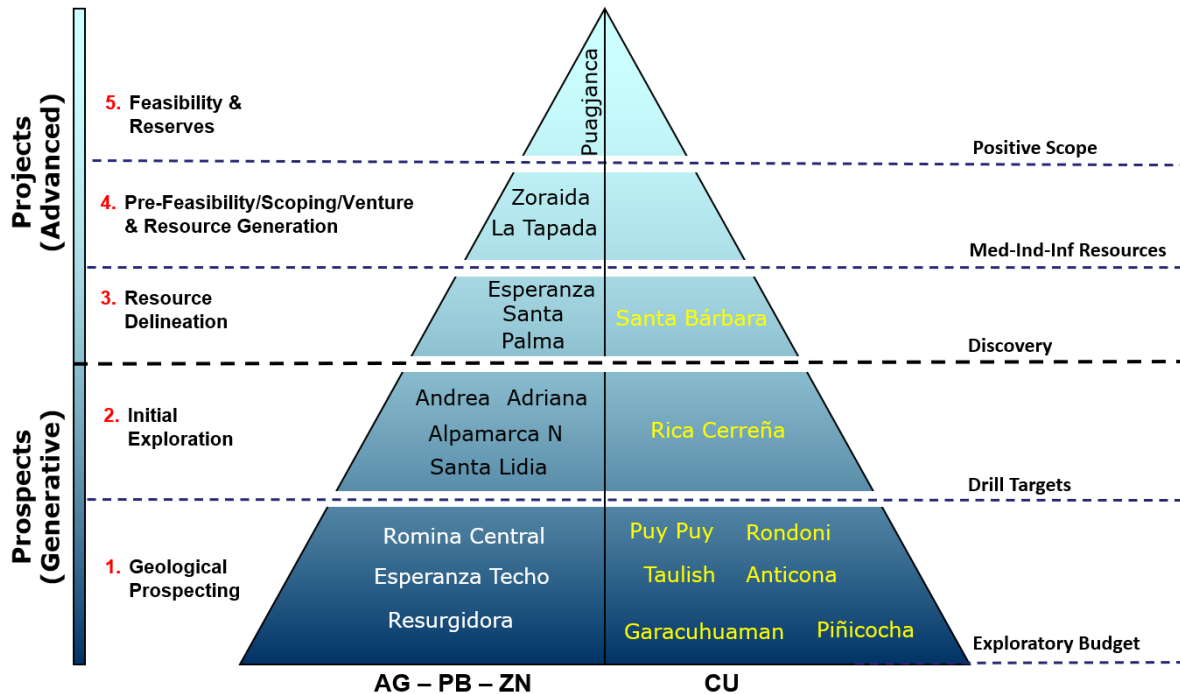 Projects
(Advanced)
5. Feasibility &
Reserves
Puagjanca
Positive Scope
4. Pre-Feasibility/Scoping/Venture
& Resource Generation
Zoraida
La Tapada
Med-Ind-Inf Resources
3. Resource
Delineation
Esperanza
Santa
Palma
Santa Bárbara
Discovery
Prospects
(Generative)
2. Initial
Exploration
Andrea Adriana
Alpamarca N
Santa Lidia
Rica Cerreña
Drill Targets
1. Geological
Prospecting
Romina Central
Esperanza Techo
Resurgidora
Puy Puy Rondoni
Taulish Anticona
Garacuhuaman Piñicocha
Exploratory Budget
AG – PB – ZN CU